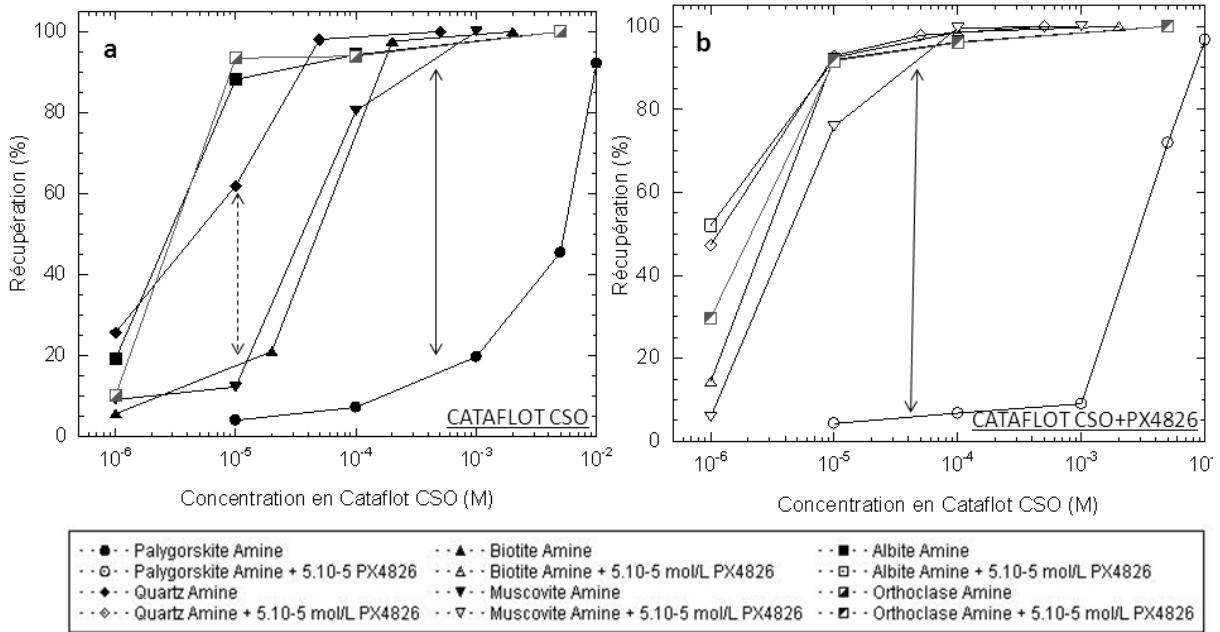 a
100
80
60
40
20
0
Récupération (%)
10-6
10-5
10-4
10-3
10-2
CATAFLOT CSO
Concentration en Cataflot CSO (M)
b
100
80
60
40
20
0
Récupération (%)
10-6
10-5
10-4
10-3
10-
CATAFLOT CSO+PX4826
Concentration en Cataflot CSO (M)
Palygorskite Amine
Palygorskite Amine + 5.10-5 PX4826
Quartz Amine
Quartz Amine + 5.10-5 mol/L PX4826
Biotite Amine
Biotite Amine + 5.10-5 mol/L PX4826
Muscovite Amine
Muscovite Amine + 5.10-5 mol/L PX4826
Albite Amine
Albite Amine + 5.10-5 mol/L PX4826
Orthoclase Amine
Orthoclase Amine + 5.10-5 mol/L PX4826